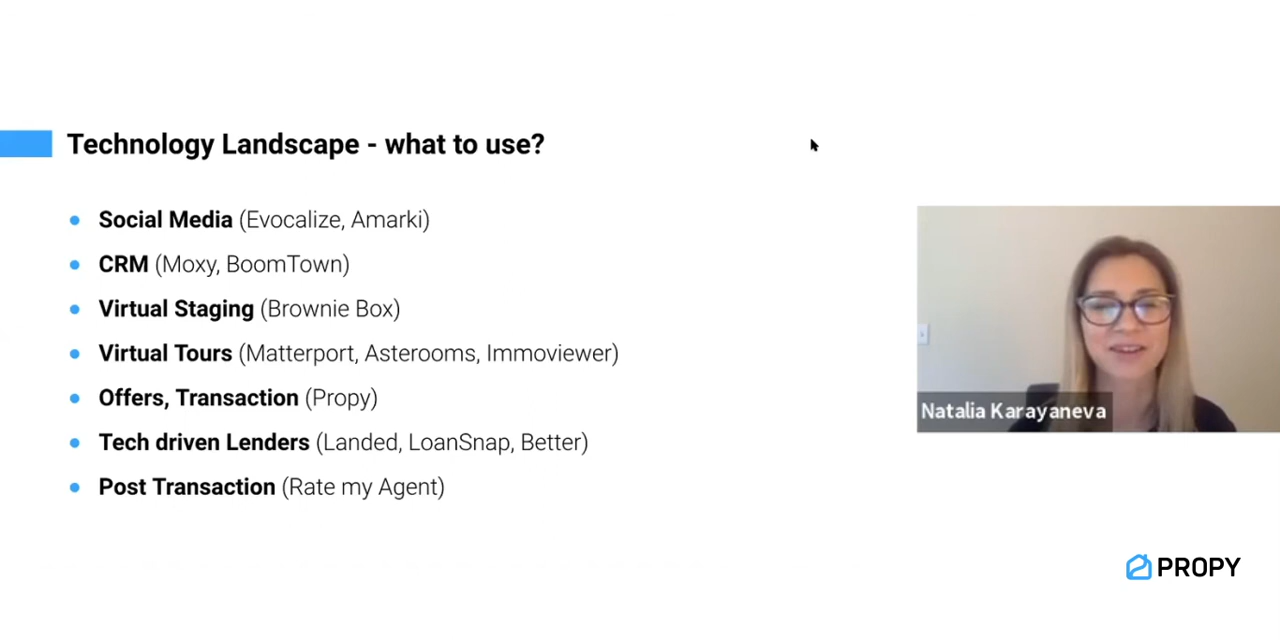 Technology Landscape - what to use?
Social Media (Evocalize, Amarki)
CRM (Moxy, BoomTown)
Virtual Staging (Brownie Box)
Virtual Tours (Matterport, Asterooms, Immoviewer)
Offers, Transaction (Propy)
Tech driven Lenders (Landed, LoanSnap, Better)
Post Transaction (Rate my Agent)
Natalia Karayaneva
PROPY